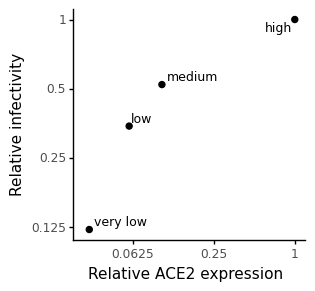 Relative infectivity
1
0.5
0.25
0.125
high
medium
low
very low
0.0625 0.25 1
Relative ACE2 expression